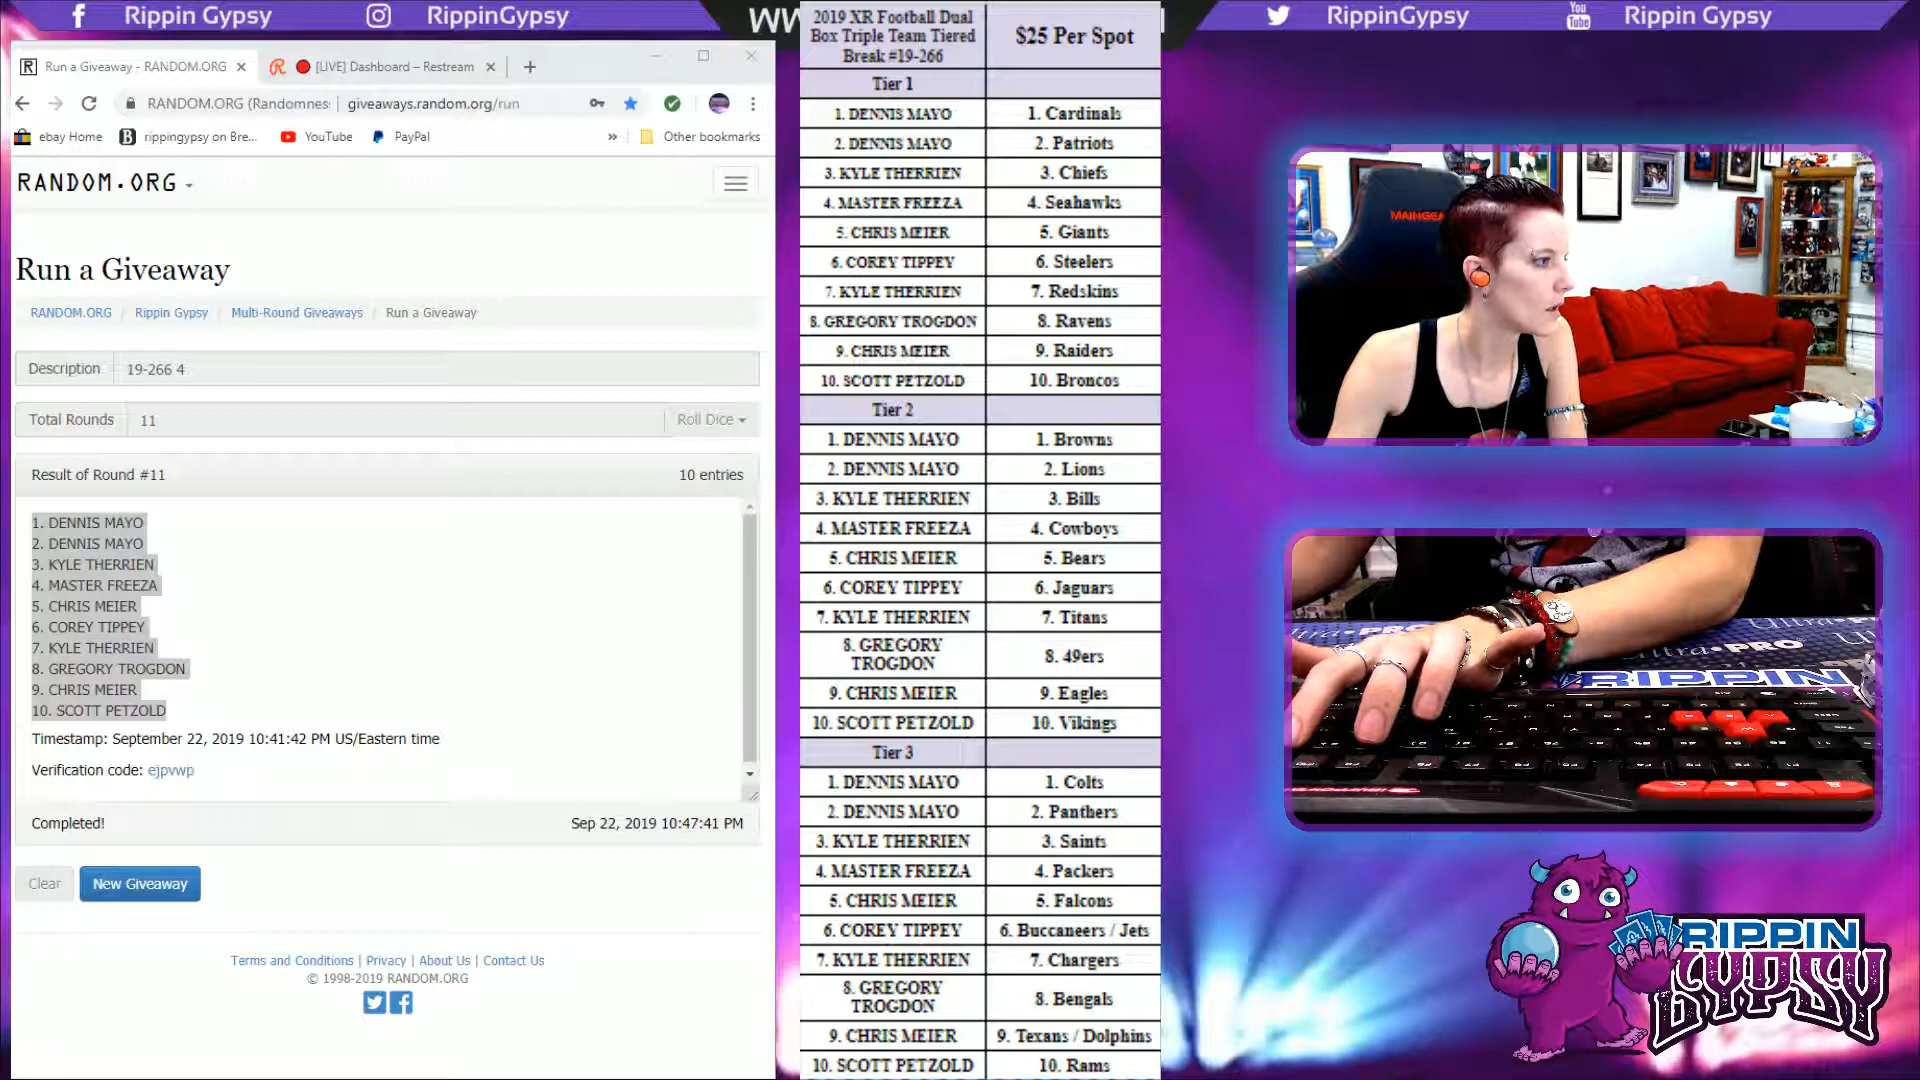 Rippin Gypsy
RippinGypsy
WW
RippinGypsy
You Tube
Rippin Gypsy
Run a Giveaway - RANDOM.ORG
[LIVE] Dashboard – Restream
RANDOM.ORG (Randomness
giveaways.random.org/run
ebay Home
rippingypsy on Bre...
YouTube
PayPal
»
Other bookmarks
RANDOM.ORG
Run a Giveaway
RANDOM.ORG / Rippin Gypsy / Multi-Round Giveaways / Run a Giveaway
Description 19-266 4
Total Rounds 11 Roll Dice
Result of Round #11 10 entries
1. DENNIS MAYO
2. DENNIS MAYO
3. KYLE THERRIEN
4. MASTER FREEZA
5. CHRIS MEIER
6. COREY TIPPEY
7. KYLE THERRIEN
8. GREGORY TROGDON
9. CHRIS MEIER
10. SCOTT PETZOLD
Timestamp: September 22, 2019 10:41:42 PM US/Eastern time
Verification code: ejpvwp
Completed! Sep 22, 2019 10:47:41 PM
Clear
New Giveaway
Terms and Conditions | Privacy | About Us | Contact Us
© 1998-2019 RANDOM.ORG
2019 XR Football Dual
Box Triple Team Tiered
Break #19-266
$25 Per Spot
Tier 1
1. DENNIS MAYO 1. Cardinals
2. DENNIS MAYO 2. Patriots
3. KYLE THERRIEN 3. Chiefs
4. MASTER FREEZA 4. Seahawks
5. CHRIS MEIER 5. Giants
6. COREY TIPPEY 6. Steelers
7. KYLE THERRIEN 7. Redskins
8. GREGORY TROGDON 8. Ravens
9. CHRIS MEIER 9. Raiders
10. SCOTT PETZOLD 10. Broncos
Tier 2
1. DENNIS MAYO 1. Browns
2. DENNIS MAYO 2. Lions
3. KYLE THERRIEN 3. Bills
4. MASTER FREEZA 4. Cowboys
5. CHRIS MEIER 5. Bears
6. COREY TIPPEY 6. Jaguars
7. KYLE THERRIEN 7. Titans
8. GREGORY
TROGDON 8. 49ers
9. CHRIS MEIER 9. Eagles
10. SCOTT PETZOLD 10. Vikings
Tier 3
1. DENNIS MAYO 1. Colts
2. DENNIS MAYO 2. Panthers
3. KYLE THERRIEN 3. Saints
4. MASTER FREEZA 4. Packers
5. CHRIS MEIER 5. Falcons
6. COREY TIPPEY 6. Buccaneers / Jets
7. KYLE THERRIEN 7. Chargers
8. GREGORY
TROGDON 8. Bengals
9. CHRIS MEIER 9. Texans / Dolphins
10. SCOTT PETZOLD 10. Rams
MAINGEA
Ultra PRO
RIPPIN
RIPPIN
GYPSY